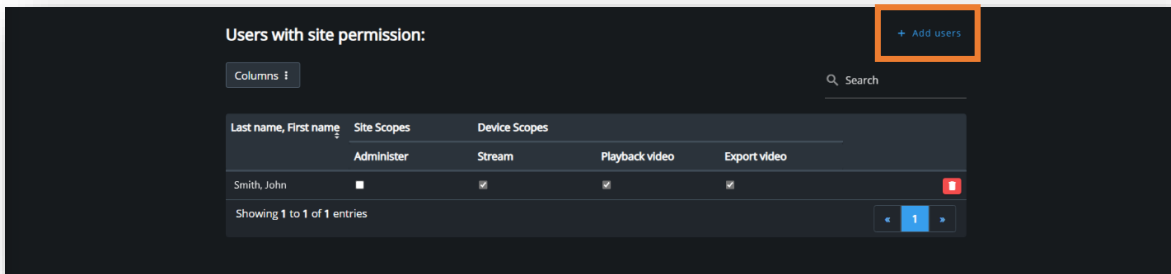 Users with site permission:
+ Add users
Columns
Search
Last name, First name Site Scopes Device Scopes
Administer Stream Playback video Export video
Smith, John
Showing 1 to 1 of 1 entries
« 1 »